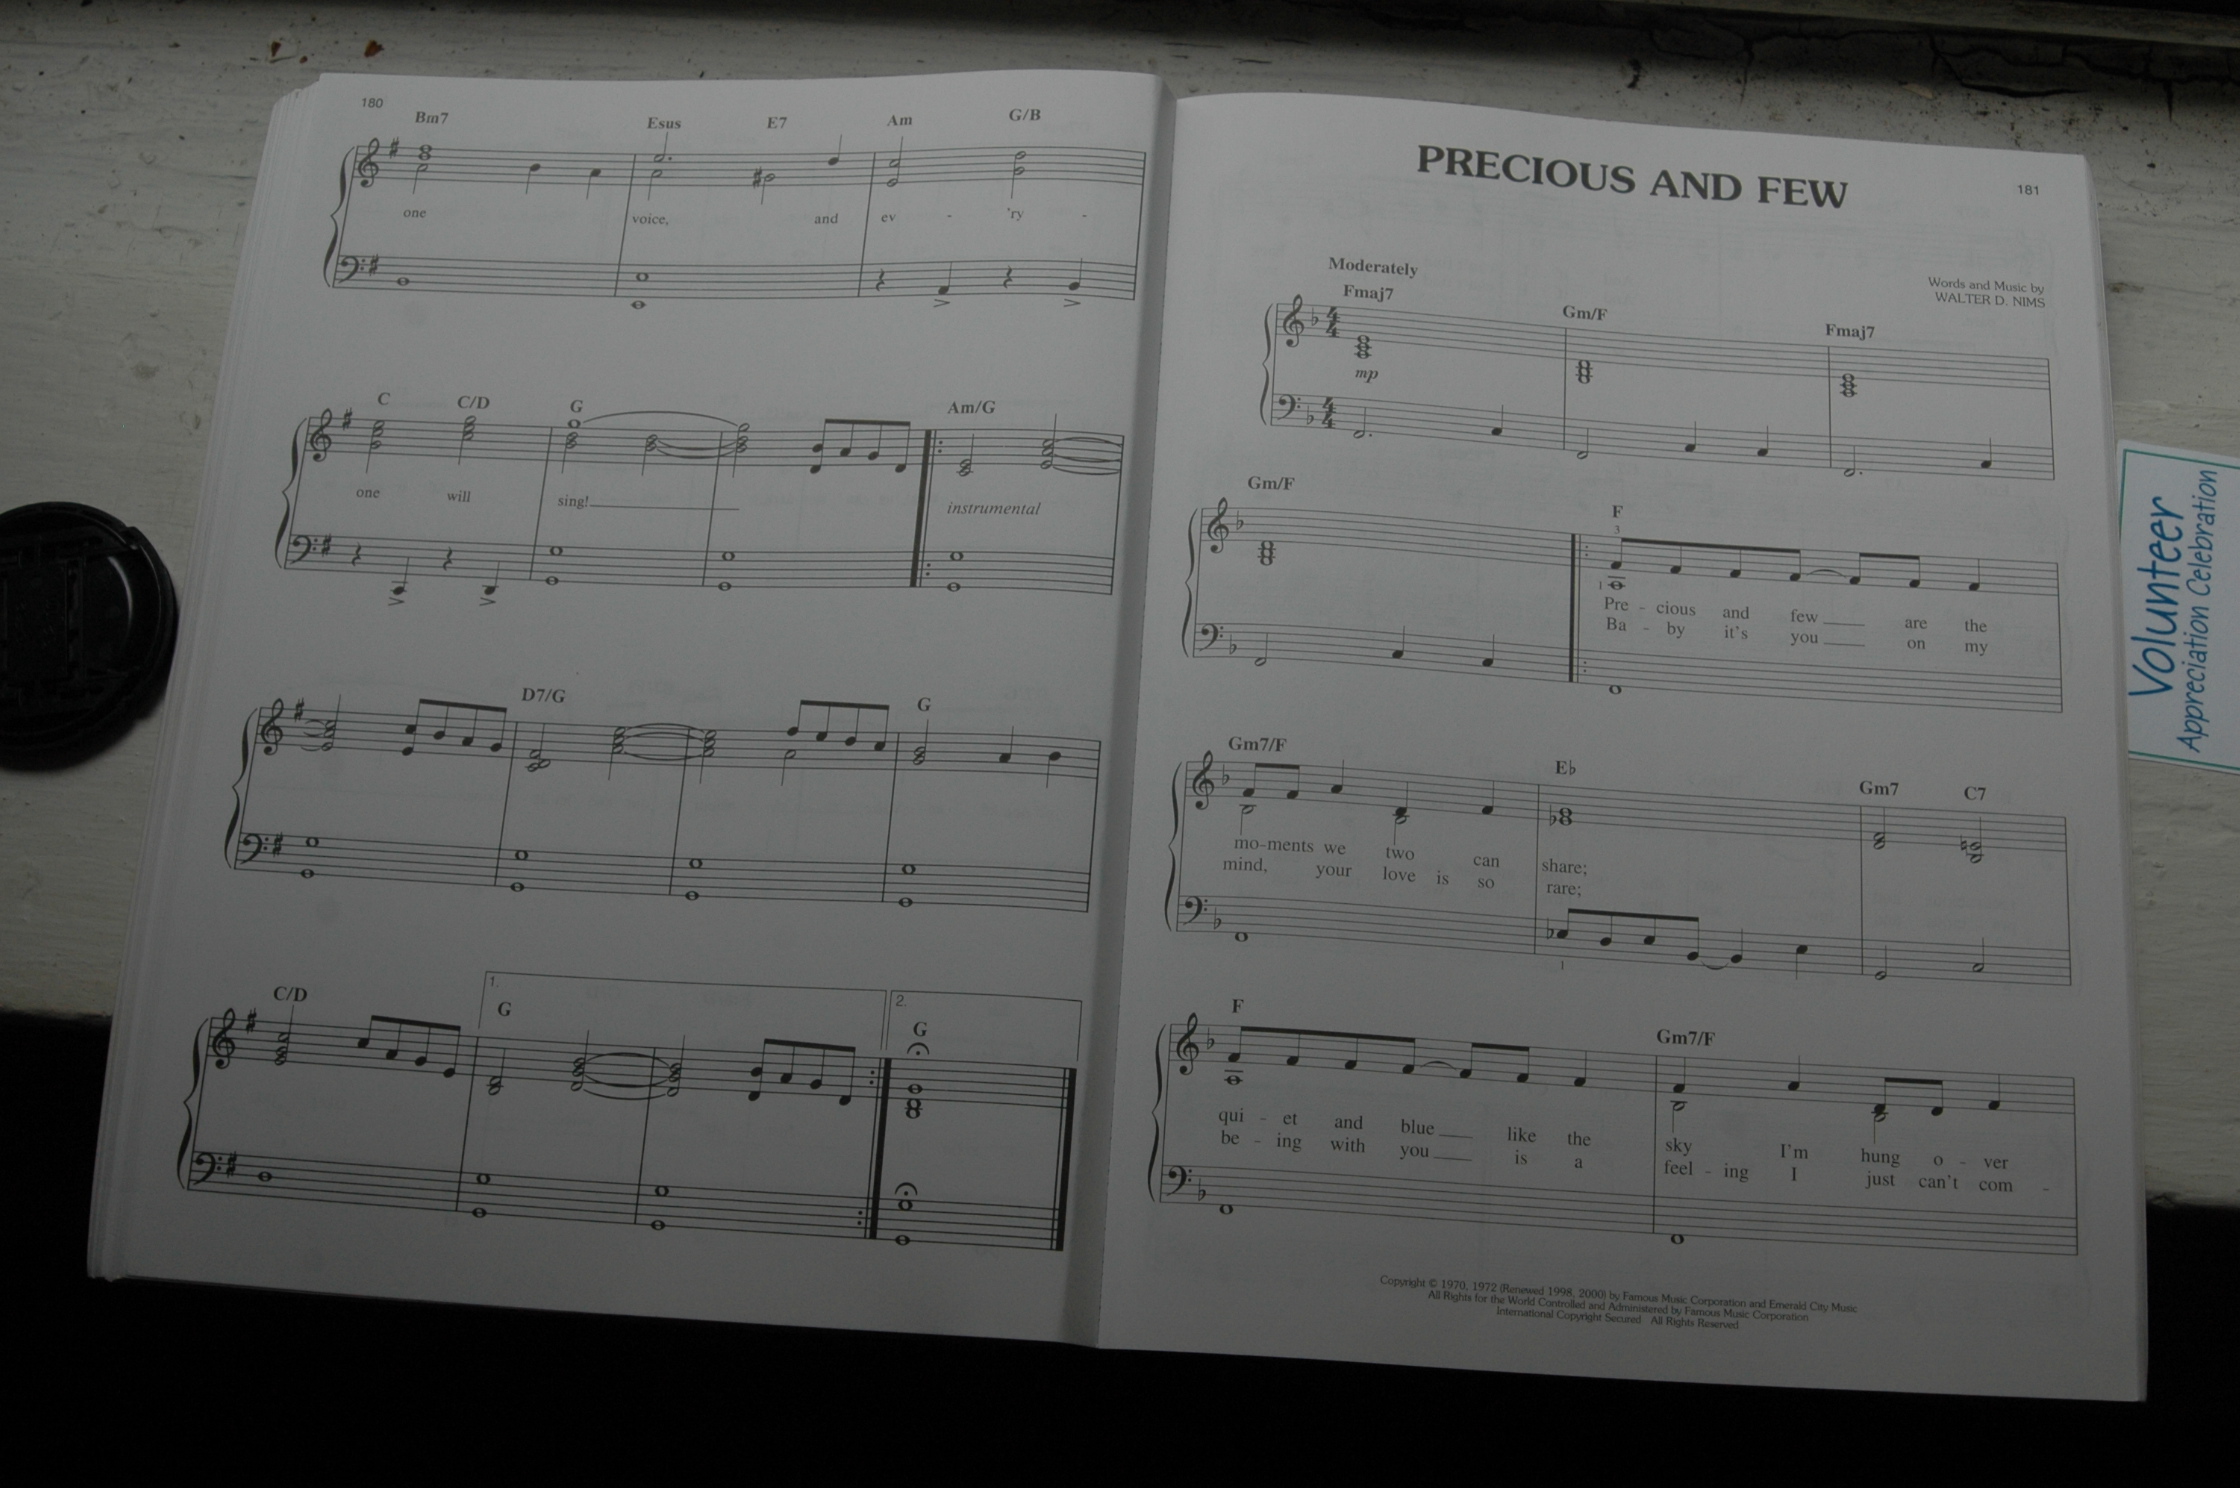 Volunteer
Appreciation Celebration
180
Bm7 Esus E7 Am G/B
one voice, and ev - 'ry -
C C/D G Am/G
one will sing!
instrumental
D7/G G
C/D 1. G 2. G
181
PRECIOUS AND FEW
Words and Music by
WALTER D. NIMS
Moderately
Fmaj7 Gm/F Fmaj7
mp
Gm/F F
3
1
Pre - cious and few are the
Ba - by it's you on my
Gm7/F E♭ Gm7 C7
mo-ments we two can share;
mind, your love is so rare;
1
F Gm7/F
qui - et and blue like the sky I'm hung o - ver
be - ing with you is a feel - ing I just can't com -
Copyright © 1970, 1972 (Renewed 1998, 2000) by Famous Music Corporation and Emerald City Music
All Rights for the World Controlled and Administered by Famous Music Corporation
International Copyright Secured All Rights Reserved